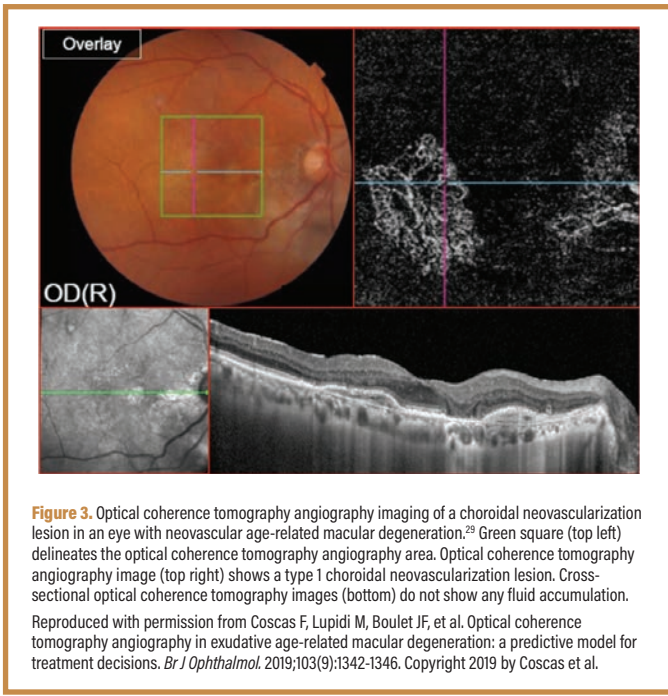 Overlay
OD(R)
Figure 3. Optical coherence tomography angiography imaging of a choroidal neovascularization
lesion in an eye with neovascular age-related macular degeneration.²⁹ Green square (top left)
delineates the optical coherence tomography angiography area. Optical coherence tomography
angiography image (top right) shows a type 1 choroidal neovascularization lesion. Cross-
sectional optical coherence tomography images (bottom) do not show any fluid accumulation.
Reproduced with permission from Coscas F, Lupidi M, Boulet JF, et al. Optical coherence
tomography angiography in exudative age-related macular degeneration: a predictive model for
treatment decisions. Br J Ophthalmol. 2019;103(9):1342-1346. Copyright 2019 by Coscas et al.